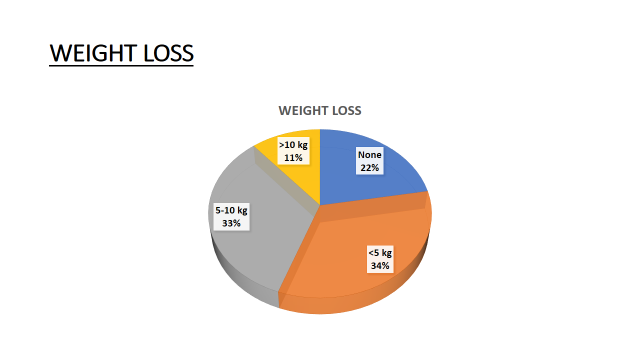 WEIGHT LOSS
WEIGHT LOSS
>10 kg
11%
None
22%
5-10 kg
33%
<5 kg
34%